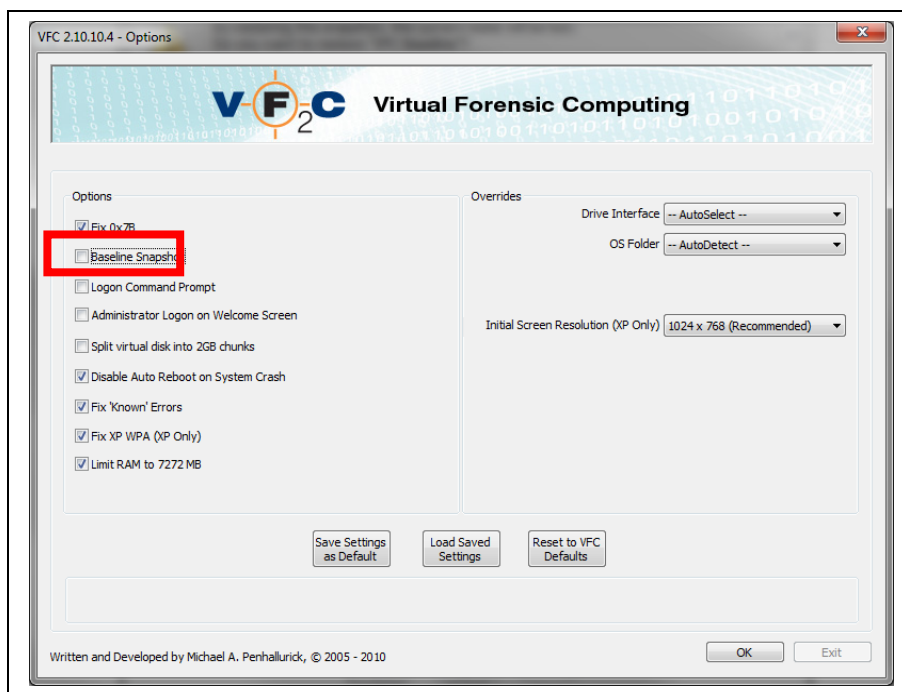 VFC 2.10.10.4 - Options
V-F2-C Virtual Forensic Computing
Options
Fix 0x7B
Baseline
Logon Command Prompt
Administrator Logon on Welcome Screen
Split virtual disk into 2GB chunks
Disable Auto Reboot on System Crash
Fix 'Known' Errors
Fix XP WPA (XP Only)
Limit RAM to 7272 MB
Overrides
Drive Interface -- AutoSelect --
OS Folder -- AutoDetect --
Initial Screen Resolution (XP Only) 1024 x 768 (Recommended)
Save Settings
as Default
Load Saved
Settings
Reset to VFC
Defaults
Written and Developed by Michael A. Penhallurick, © 2005 - 2010
OK
Exit